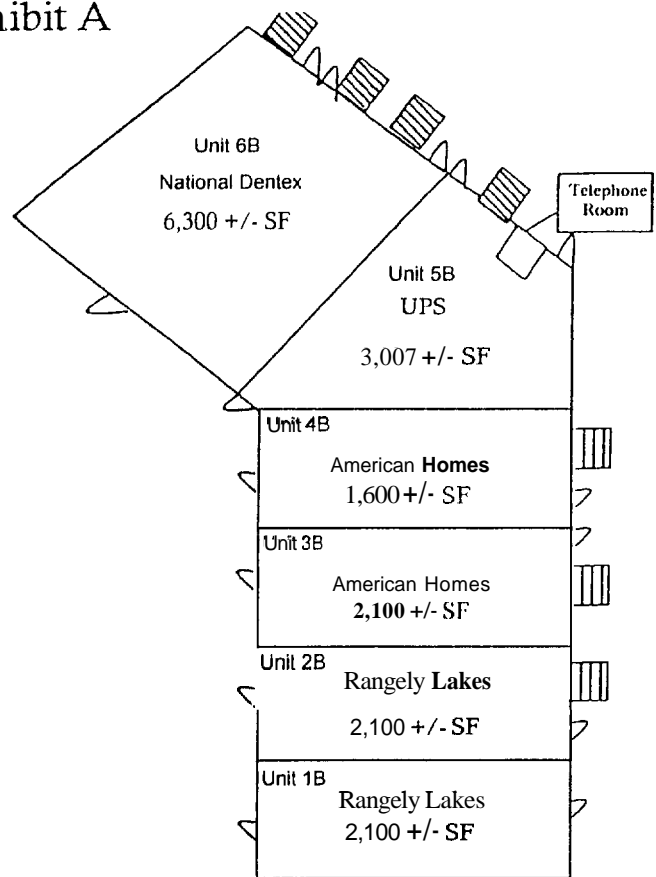 hibit A
Unit 6B
National Dentex
6,300 +/- SF
Telephone
Room
Unit 5B
UPS
3,007 +/- SF
Unit 4B
American Homes
1,600 +/- SF
Unit 3B
American Homes
2,100 +/- SF
Unit 2B
Rangely Lakes
2,100 +/- SF
Unit 1B
Rangely Lakes
2,100 +/- SF